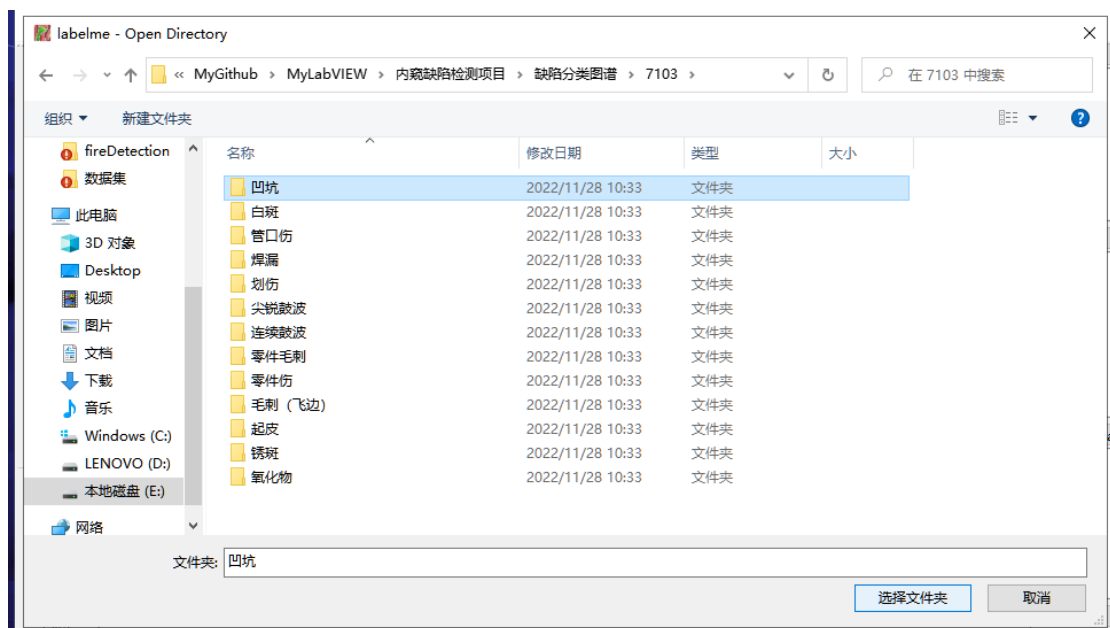 labelme - Open Directory
« MyGithub › MyLabVIEW › 内窥缺陷检测项目 › 缺陷分类图谱 › 7103 › 在 7103 中搜索
组织 新建文件夹
fireDetection
数据集
此电脑
3D 对象
Desktop
视频
图片
文档
下载
音乐
Windows (C:)
LENOVO (D:)
本地磁盘 (E:)
网络
名称 修改日期 类型 大小
凹坑 2022/11/28 10:33 文件夹
白斑 2022/11/28 10:33 文件夹
管口伤 2022/11/28 10:33 文件夹
焊漏 2022/11/28 10:33 文件夹
划伤 2022/11/28 10:33 文件夹
尖锐鼓波 2022/11/28 10:33 文件夹
连续鼓波 2022/11/28 10:33 文件夹
零件毛刺 2022/11/28 10:33 文件夹
零件伤 2022/11/28 10:33 文件夹
毛刺（飞边） 2022/11/28 10:33 文件夹
起皮 2022/11/28 10:33 文件夹
锈斑 2022/11/28 10:33 文件夹
氧化物 2022/11/28 10:33 文件夹
文件夹: 凹坑
选择文件夹 取消